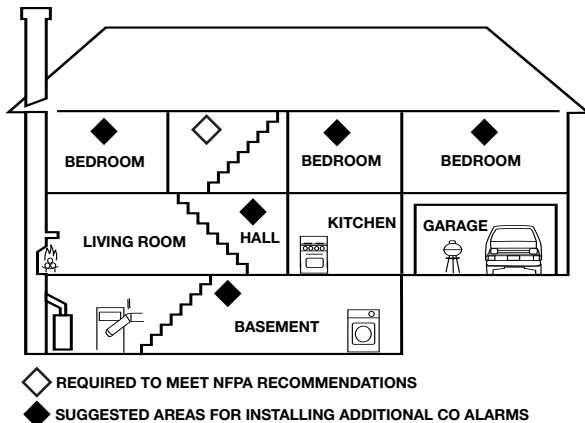 BEDROOM
BEDROOM
BEDROOM
LIVING ROOM
HALL
KITCHEN
GARAGE
BASEMENT
REQUIRED TO MEET NFPA RECOMMENDATIONS
SUGGESTED AREAS FOR INSTALLING ADDITIONAL CO ALARMS